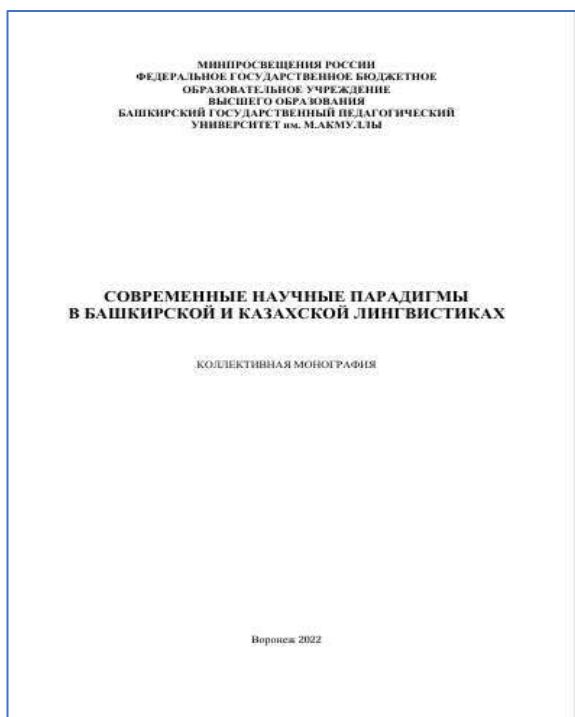 МИНПРОСВЕЩЕНИЯ РОССИИ
ФЕДЕРАЛЬНОЕ ГОСУДАРСТВЕННОЕ БЮДЖЕТНОЕ
ОБРАЗОВАТЕЛЬНОЕ УЧРЕЖДЕНИЕ
ВЫСШЕГО ОБРАЗОВАНИЯ
БАШКИРСКИЙ ГОСУДАРСТВЕННЫЙ ПЕДАГОГИЧЕСКИЙ
УНИВЕРСИТЕТ им. М.АКМУЛЛЫ
СОВРЕМЕННЫЕ НАУЧНЫЕ ПАРАДИГМЫ
В БАШКИРСКОЙ И КАЗАХСКОЙ ЛИНГВИСТИКАХ
КОЛЛЕКТИВНАЯ МОНОГРАФИЯ
Воронеж 2022